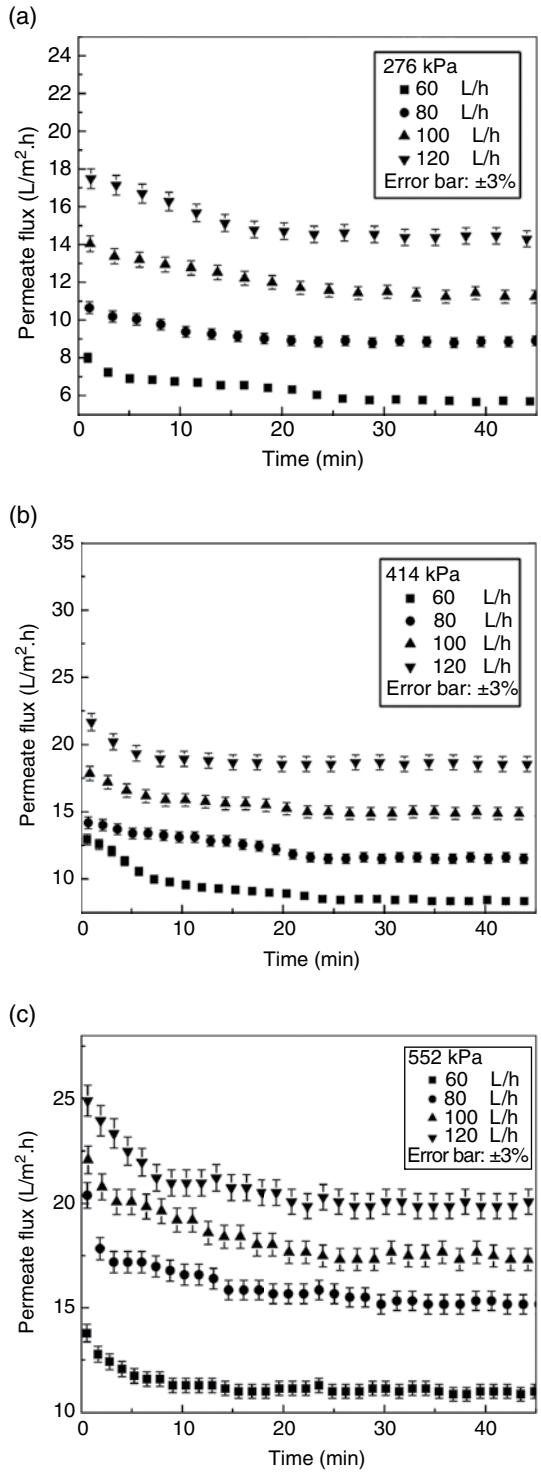 (a)
24
22
20
18
16
14
12
10
8
6
Permeate flux (L/m².h)
276 kPa
60 L/h
80 L/h
100 L/h
120 L/h
Error bar: ±3%
0 10 20 30 40
Time (min)
(b)
35
30
25
20
15
10
Permeate flux (L/m².h)
414 kPa
60 L/h
80 L/h
100 L/h
120 L/h
Error bar: ±3%
0 10 20 30 40
Time (min)
(c)
25
20
15
10
Permeate flux (L/m².h)
552 kPa
60 L/h
80 L/h
100 L/h
120 L/h
Error bar: ±3%
0 10 20 30 40
Time (min)